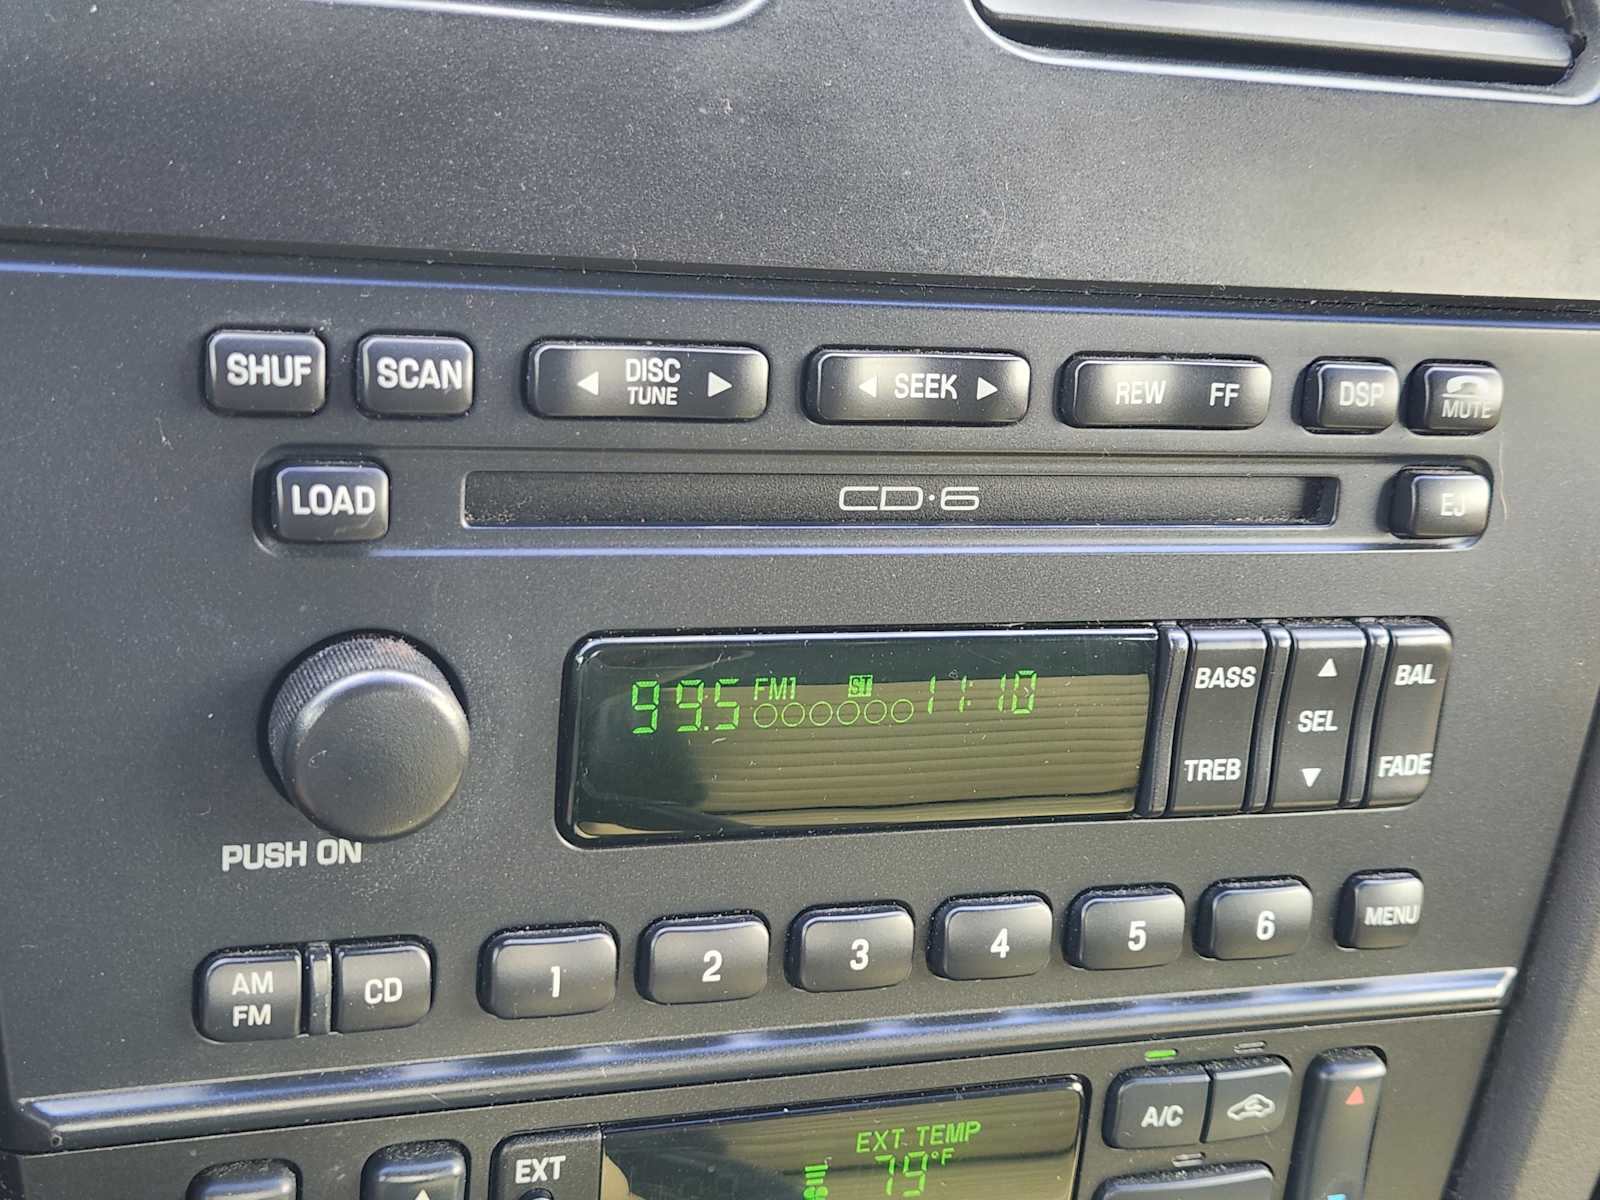 SHUF SCAN ◄ DISC TUNE ► ◄ SEEK ► REW FF DSP MUTE
LOAD CD·6 EJ
99.5 FM1 ST 11:10
BASS ▲ BAL
SEL
TREB ▼ FADE
PUSH ON
AM FM CD 1 2 3 4 5 6 MENU
A/C
EXT EXT TEMP
79°F